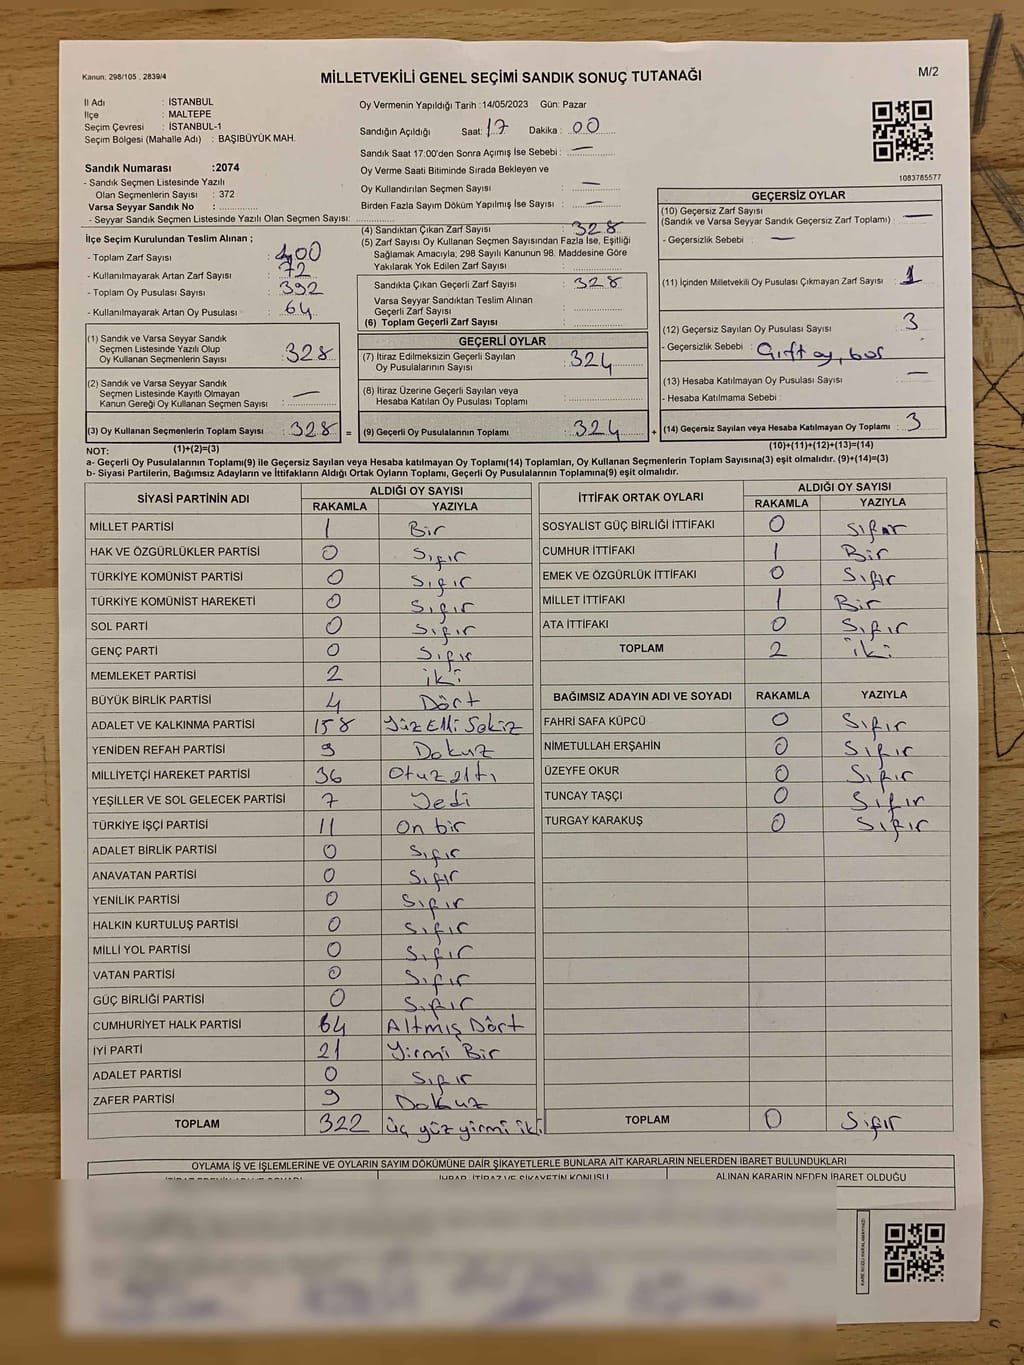 Kanun: 298/105 , 2839/4
MİLLETVEKİLİ GENEL SEÇİMİ SANDIK SONUÇ TUTANAĞI
M/2
İl Adı : İSTANBUL
İlçe : MALTEPE
Seçim Çevresi : İSTANBUL-1
Seçim Bölgesi (Mahalle Adı) : BAŞIBÜYÜK MAH.
Sandık Numarası :2074
- Sandık Seçmen Listesinde Yazılı
Olan Seçmenlerin Sayısı : 372
Varsa Seyyar Sandık No : ..............
- Seyyar Sandık Seçmen Listesinde Yazılı Olan Seçmen Sayısı: ..............
Oy Vermenin Yapıldığı Tarih :14/05/2023 Gün: Pazar
Sandığın Açıldığı Saat: 17 Dakika : 00
Sandık Saat 17:00'den Sonra Açımış İse Sebebi : —
Oy Verme Saati Bitiminde Sırada Bekleyen ve
Oy Kullandırılan Seçmen Sayısı : —
Birden Fazla Sayım Döküm Yapılmış İse Sayısı : —
1083785577
İlçe Seçim Kurulundan Teslim Alınan ;
- Toplam Zarf Sayısı : 400
- Kullanılmayarak Artan Zarf Sayısı : 72
- Toplam Oy Pusulası Sayısı : 392
- Kullanılmayarak Artan Oy Pusulası : 64
(1) Sandık ve Varsa Seyyar Sandık
Seçmen Listesinde Yazılı Olup
Oy Kullanan Seçmenlerin Sayısı : 328
(2) Sandık ve Varsa Seyyar Sandık
Seçmen Listesinde Kayıtlı Olmayan
Kanun Gereği Oy Kullanan Seçmen Sayısı : —
(3) Oy Kullanan Seçmenlerin Toplam Sayısı : 328 =
(4) Sandıktan Çıkan Zarf Sayısı : 328
(5) Zarf Sayısı Oy Kullanan Seçmen Sayısından Fazla İse, Eşitliği
Sağlamak Amacıyla, 298 Sayılı Kanunun 98. Maddesine Göre
Yakılarak Yok Edilen Zarf Sayısı :
Sandıkta Çıkan Geçerli Zarf Sayısı : 328
Varsa Seyyar Sandıktan Teslim Alınan
Geçerli Zarf Sayısı :
(6) Toplam Geçerli Zarf Sayısı :
GEÇERLİ OYLAR
(7) İtiraz Edilmeksizin Geçerli Sayılan
Oy Pusulalarının Sayısı : 324
(8) İtiraz Üzerine Geçerli Sayılan veya
Hesaba Katılan Oy Pusulası Toplamı :
(9) Geçerli Oy Pusulalarının Toplamı : 324 +
GEÇERSİZ OYLAR
(10) Geçersiz Zarf Sayısı
(Sandık ve Varsa Seyyar Sandık Geçersiz Zarf Toplamı) : —
- Geçersizlik Sebebi : —
(11) İçinden Milletvekili Oy Pusulası Çıkmayan Zarf Sayısı : 1
(12) Geçersiz Sayılan Oy Pusulası Sayısı : 3
- Geçersizlik Sebebi : Çift oy, boş
(13) Hesaba Katılmayan Oy Pusulası Sayısı : —
- Hesaba Katılmama Sebebi :
(14) Geçersiz Sayılan veya Hesaba Katılmayan Oy Toplamı : 3
NOT: (1)+(2)=(3)
(10)+(11)+(12)+(13)=(14)
a- Geçerli Oy Pusulalarının Toplamı(9) ile Geçersiz Sayılan veya Hesaba katılmayan Oy Toplamı(14) Toplamları, Oy Kullanan Seçmenlerin Toplam Sayısına(3) eşit olmalıdır. (9)+(14)=(3)
b- Siyasi Partilerin, Bağımsız Adayların ve İttifakların Aldığı Ortak Oyların Toplamı, Geçerli Oy Pusulalarının Toplamına(9) eşit olmalıdır.
SİYASİ PARTİNİN ADI ALDIĞI OY SAYISI
RAKAMLA YAZIYLA
MİLLET PARTİSİ 1 Bir
HAK VE ÖZGÜRLÜKLER PARTİSİ 0 Sıfır
TÜRKİYE KOMÜNİST PARTİSİ 0 Sıfır
TÜRKİYE KOMÜNİST HAREKETİ 0 Sıfır
SOL PARTİ 0 Sıfır
GENÇ PARTİ 0 Sıfır
MEMLEKET PARTİSİ 2 iki
BÜYÜK BİRLİK PARTİSİ 4 Dört
ADALET VE KALKINMA PARTİSİ 158 Yüz Elli Sekiz
YENİDEN REFAH PARTİSİ 9 Dokuz
MİLLİYETÇİ HAREKET PARTİSİ 36 Otuz altı
YEŞİLLER VE SOL GELECEK PARTİSİ 7 Yedi
TÜRKİYE İŞÇİ PARTİSİ 11 On bir
ADALET BİRLİK PARTİSİ 0 Sıfır
ANAVATAN PARTİSİ 0 Sıfır
YENİLİK PARTİSİ 0 Sıfır
HALKIN KURTULUŞ PARTİSİ 0 Sıfır
MİLLİ YOL PARTİSİ 0 Sıfır
VATAN PARTİSİ 0 Sıfır
GÜÇ BİRLİĞİ PARTİSİ 0 Sıfır
CUMHURİYET HALK PARTİSİ 64 Altmış Dört
İYİ PARTİ 21 Yirmi Bir
ADALET PARTİSİ 0 Sıfır
ZAFER PARTİSİ 9 Dokuz
TOPLAM 322 üç yüz yirmi iki
İTTİFAK ORTAK OYLARI ALDIĞI OY SAYISI
RAKAMLA YAZIYLA
SOSYALİST GÜÇ BİRLİĞİ İTTİFAKI 0 Sıfır
CUMHUR İTTİFAKI 1 Bir
EMEK VE ÖZGÜRLÜK İTTİFAKI 0 Sıfır
MİLLET İTTİFAKI 1 Bir
ATA İTTİFAKI 0 Sıfır
TOPLAM 2 iki
BAĞIMSIZ ADAYIN ADI VE SOYADI RAKAMLA YAZIYLA
FAHRİ SAFA KÜPCÜ 0 Sıfır
NİMETULLAH ERŞAHİN 0 Sıfır
ÜZEYFE OKUR 0 Sıfır
TUNCAY TAŞÇI 0 Sıfır
TURGAY KARAKUŞ 0 Sıfır
TOPLAM 0 Sıfır
OYLAMA İŞ VE İŞLEMLERİNE VE OYLARIN SAYIM DÖKÜMÜNE DAİR ŞİKAYETLERLE BUNLARA AİT KARARLARIN NELERDEN İBARET BULUNDUKLARI
İHBAR, İTİRAZ VE ŞİKAYETİN KONUSU ALINAN KARARIN NEDEN İBARET OLDUĞU